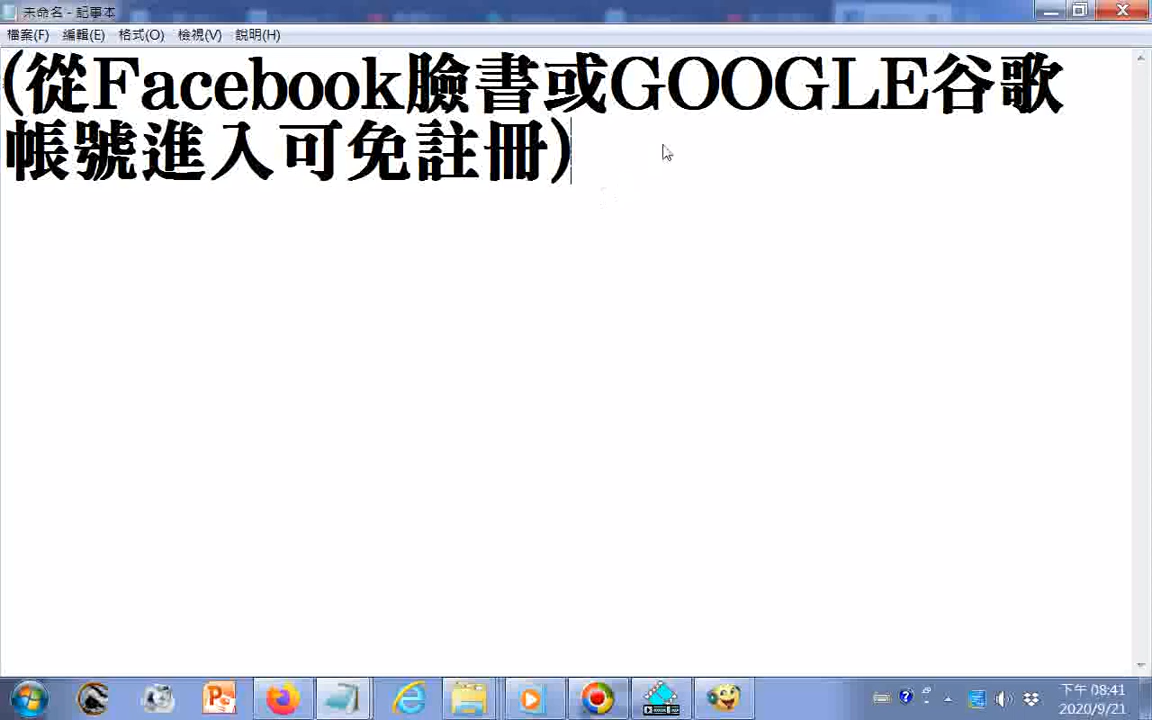 未命名 - 記事本
檔案(F) 編輯(E) 格式(O) 檢視(V) 說明(H)
(從Facebook臉書或GOOGLE谷歌
帳號進入可免註冊)
下午 08:41
2020/9/21